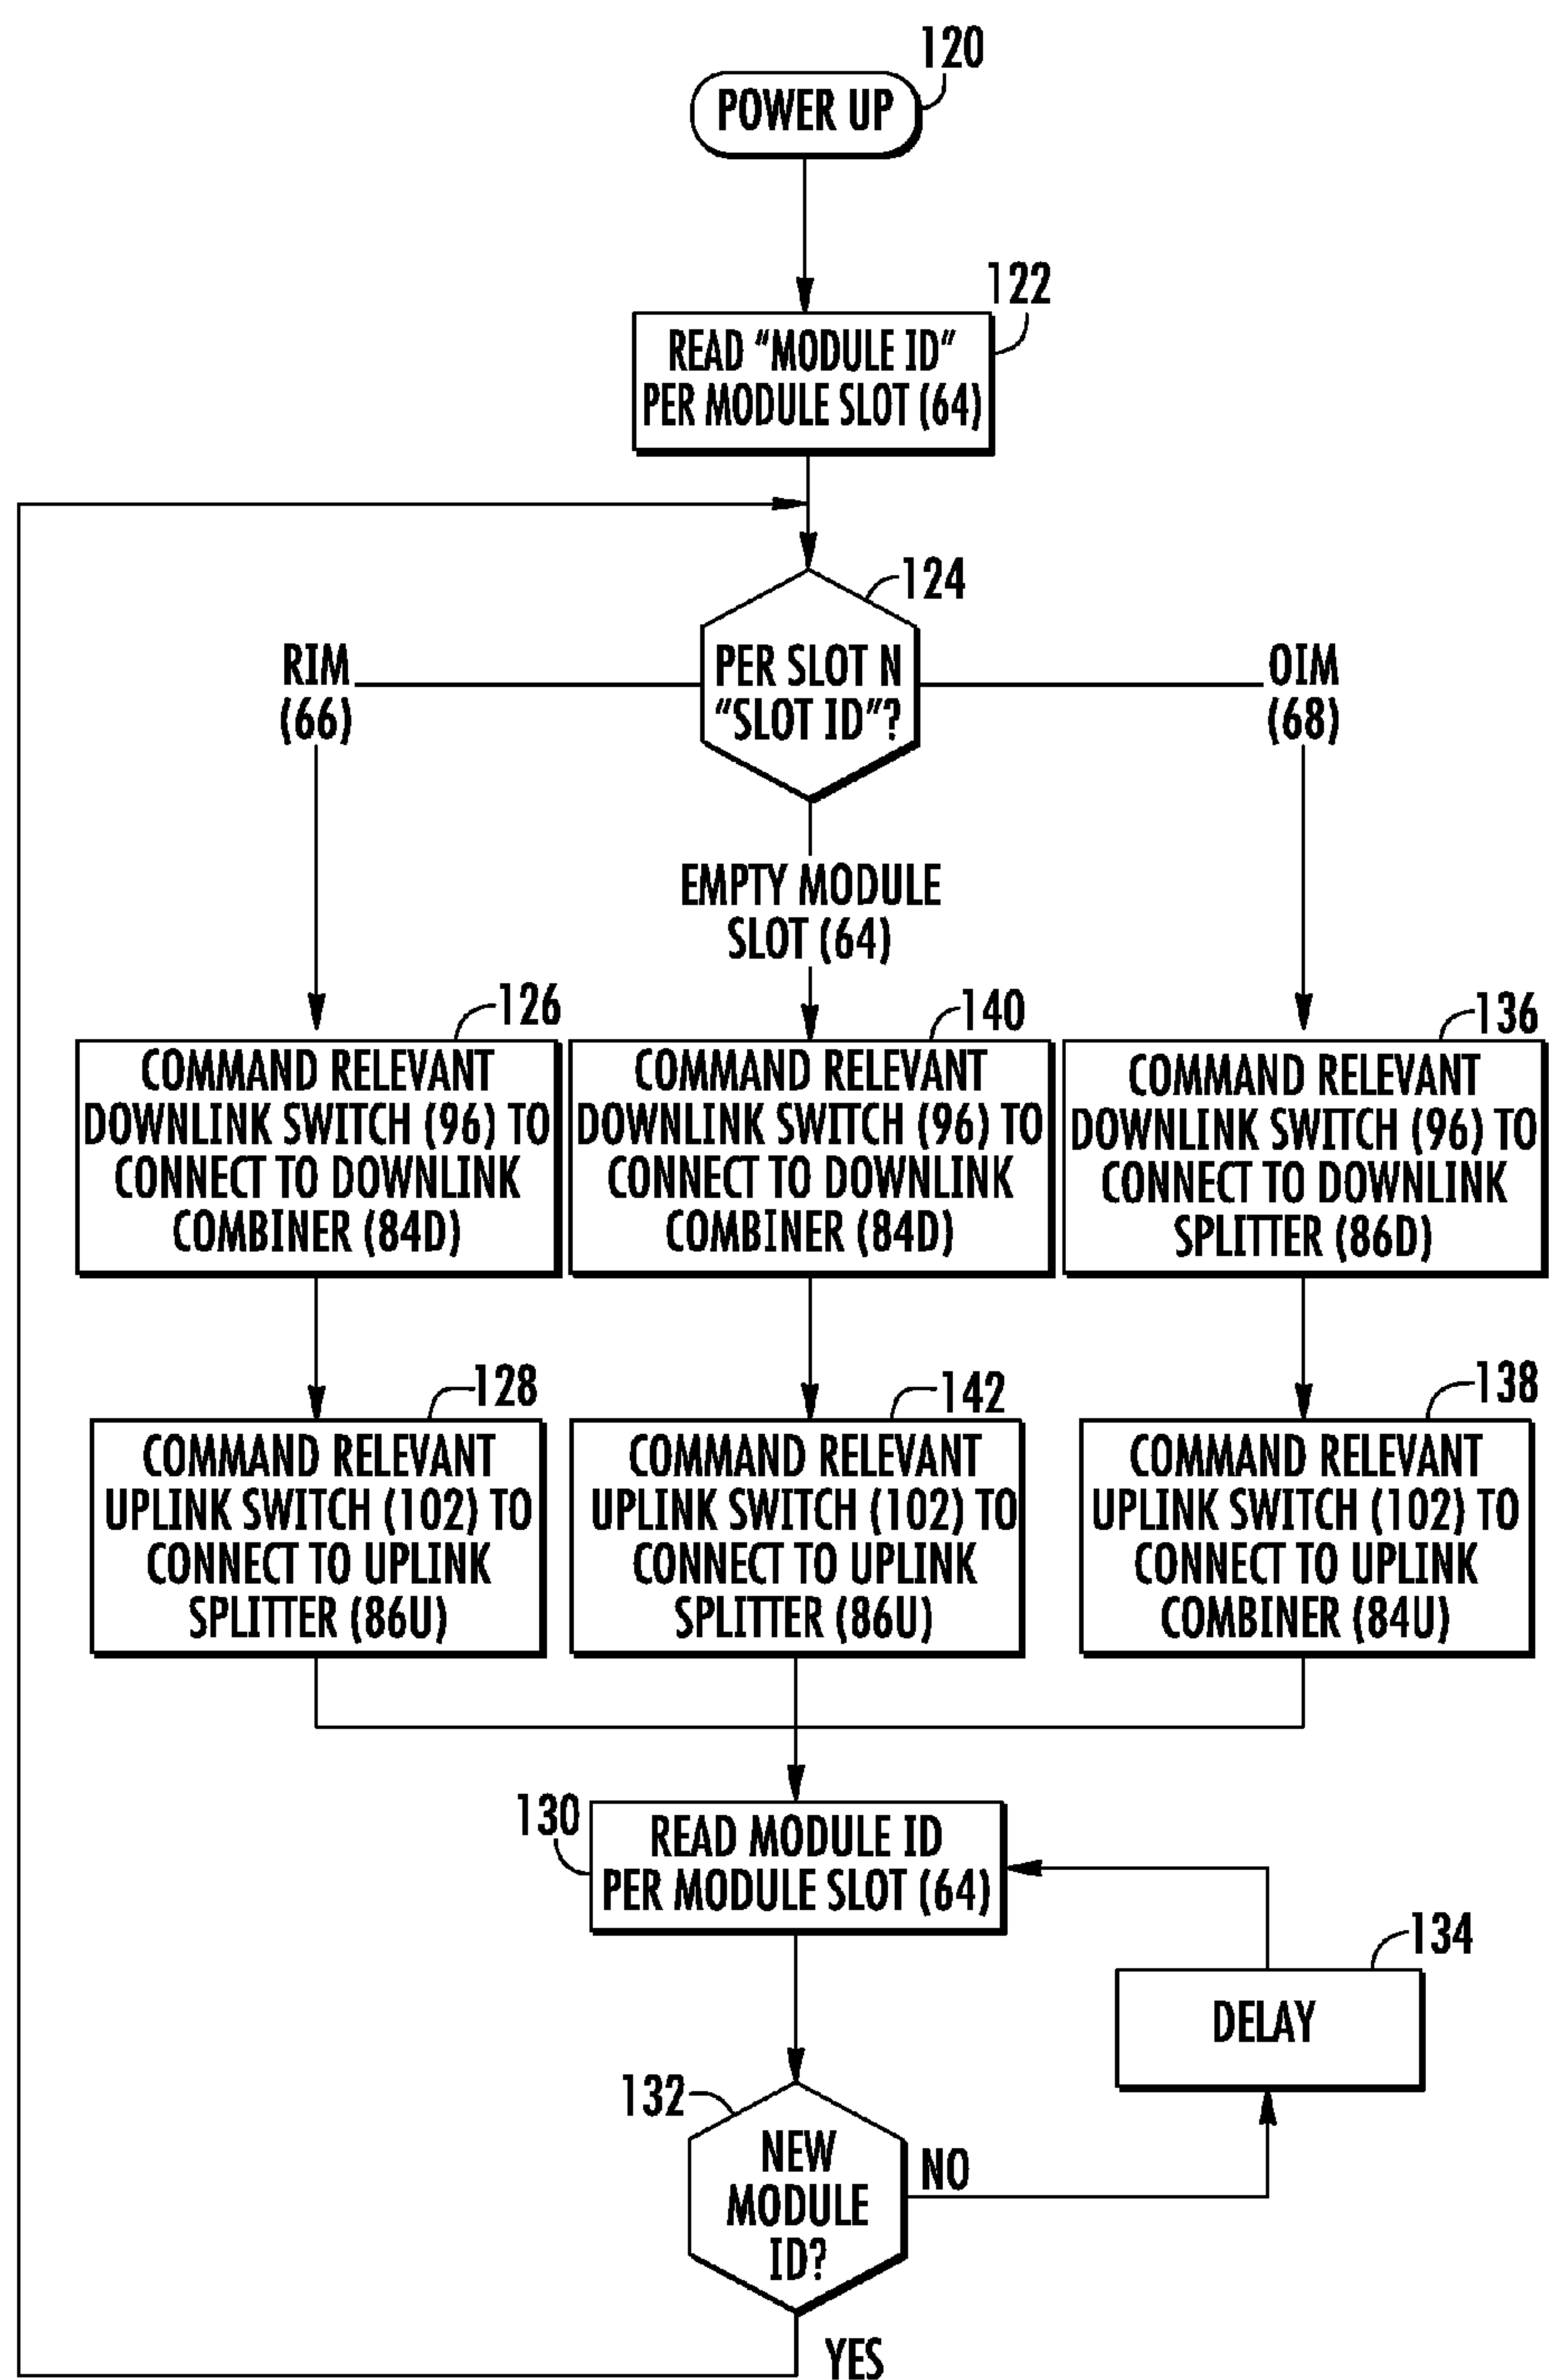 120
POWER UP
122
READ "MODULE ID"
PER MODULE SLOT (64)
124
PER SLOT N
"SLOT ID"?
RIM
(66)
OIM
(68)
EMPTY MODULE
SLOT (64)
126
COMMAND RELEVANT
DOWNLINK SWITCH (96) TO
CONNECT TO DOWNLINK
COMBINER (84D)
140
COMMAND RELEVANT
DOWNLINK SWITCH (96) TO
CONNECT TO DOWNLINK
COMBINER (84D)
136
COMMAND RELEVANT
DOWNLINK SWITCH (96) TO
CONNECT TO DOWNLINK
SPLITTER (86D)
128
COMMAND RELEVANT
UPLINK SWITCH (102) TO
CONNECT TO UPLINK
SPLITTER (86U)
142
COMMAND RELEVANT
UPLINK SWITCH (102) TO
CONNECT TO UPLINK
SPLITTER (86U)
138
COMMAND RELEVANT
UPLINK SWITCH (102) TO
CONNECT TO UPLINK
COMBINER (84U)
130
READ MODULE ID
PER MODULE SLOT (64)
134
DELAY
132
NEW
MODULE
ID?
NO
YES